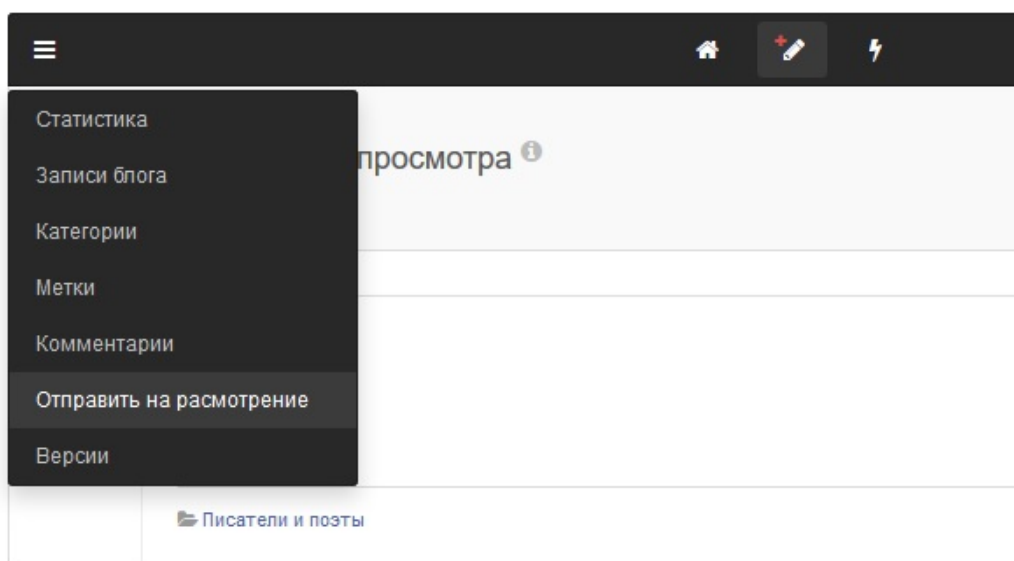 Статистика
просмотра
Записи блога
Категории
Метки
Комментарии
Отправить на расмотрение
Версии
Писатели и поэты